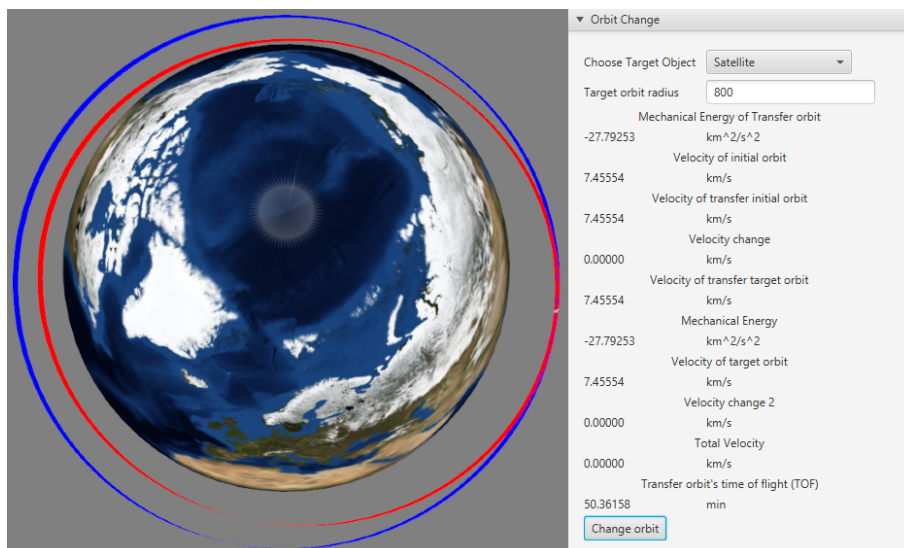 Orbit Change
Choose Target Object Satellite
Target orbit radius 800
Mechanical Energy of Transfer orbit
-27.79253 km^2/s^2
Velocity of initial orbit
7.45554 km/s
Velocity of transfer initial orbit
7.45554 km/s
Velocity change
0.00000 km/s
Velocity of transfer target orbit
7.45554 km/s
Mechanical Energy
-27.79253 km^2/s^2
Velocity of target orbit
7.45554 km/s
Velocity change 2
0.00000 km/s
Total Velocity
0.00000 km/s
Transfer orbit's time of flight (TOF)
50.36158 min
Change orbit